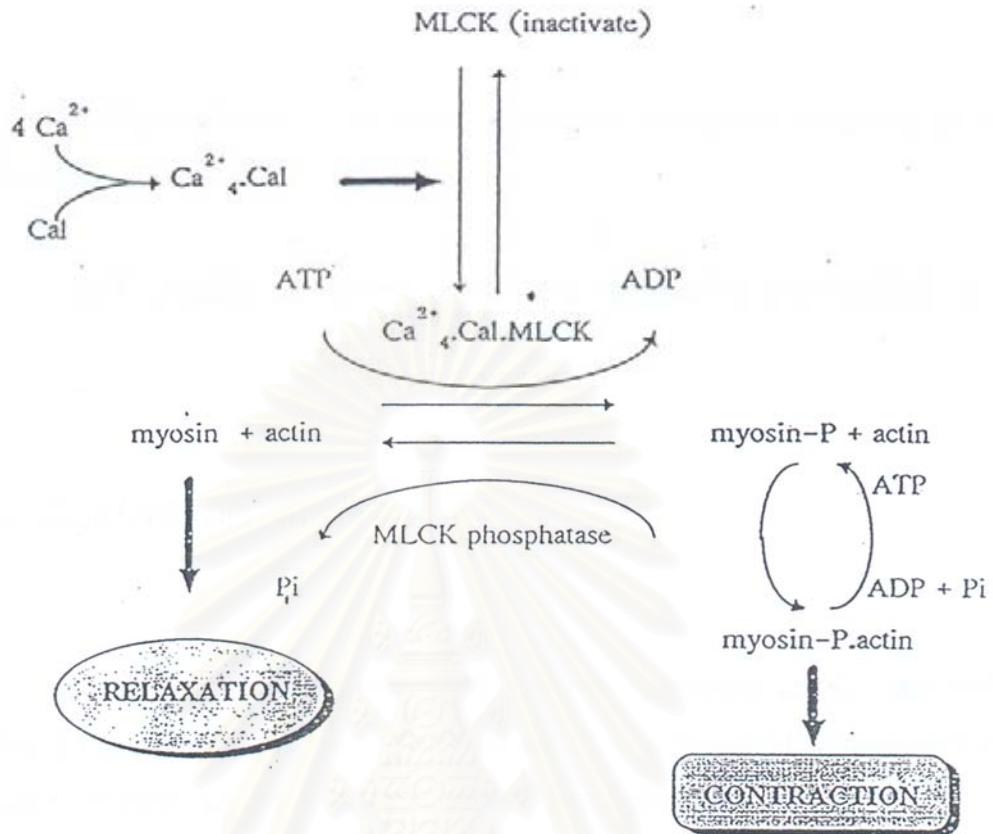 MLCK (inactivate)
4 Ca²⁺
Ca²⁺₄.Cal
Cal
ATP
ADP
Ca²⁺₄.Cal.MLCK*
myosin + actin
myosin-P + actin
ATP
MLCK phosphatase
Pi
ADP + Pi
myosin-P.actin
RELAXATION
CONTRACTION